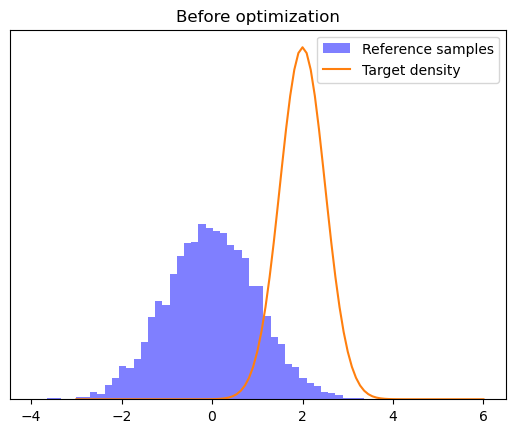 Before optimization
Reference samples
Target density
−4 −2 0 2 4 6